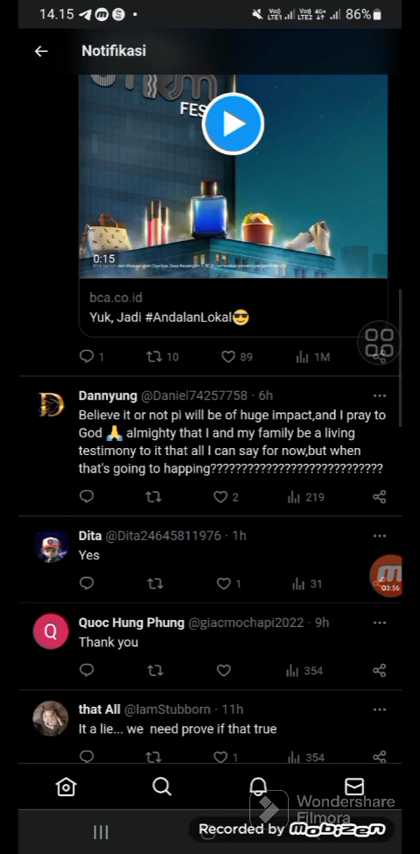 14.15
86%
Notifikasi
FES
0:15
bca.co.id
Yuk, Jadi #AndalanLokal😎
1 10 89 1M
Dannyung @Daniel74257758 · 6h
Believe it or not pi will be of huge impact,and I pray to
God 🙏 almighty that I and my family be a living
testimony to it that all I can say for now,but when
that's going to happing????????????????????????????
2 219
Dita @Dita24645811976 · 1h
Yes
1 31
03:56
Q
Quoc Hung Phung @giacmochapi2022 · 9h
Thank you
354
that All @IamStubborn · 11h
It a lie... we need prove if that true
1 354
Wondershare
Filmora
Recorded by mobizen